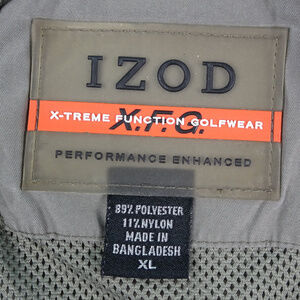 IZOD
X-TREME FUNCTION GOLFWEAR
X.F.G.
PERFORMANCE ENHANCED
89% POLYESTER
11% NYLON
MADE IN
BANGLADESH
XL